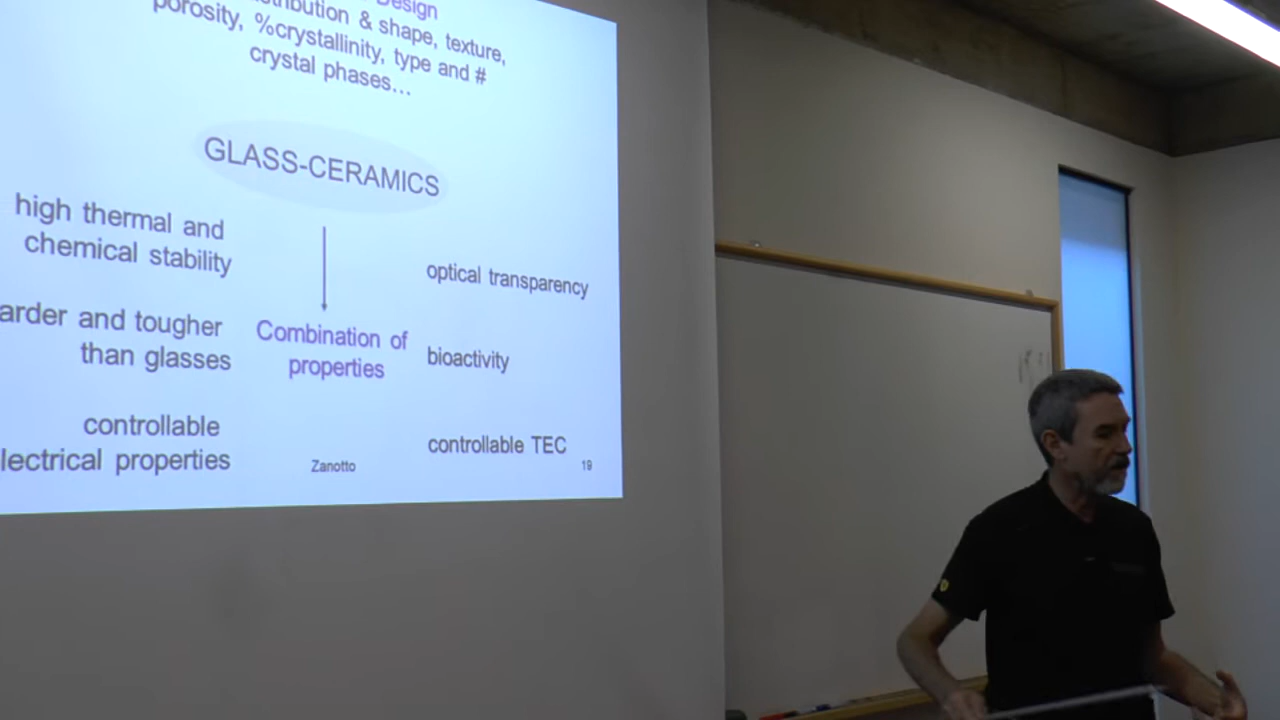 Design
stribution & shape, texture,
porosity, %crystallinity, type and #
crystal phases...
GLASS-CERAMICS
high thermal and
chemical stability
optical transparency
arder and tougher
than glasses
Combination of
properties
bioactivity
controllable
lectrical properties
controllable TEC
Zanotto
19